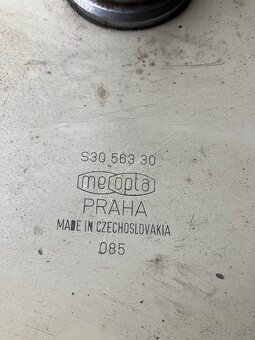 S30 563 30
meopta
PRAHA
MADE IN CZECHOSLOVAKIA
085